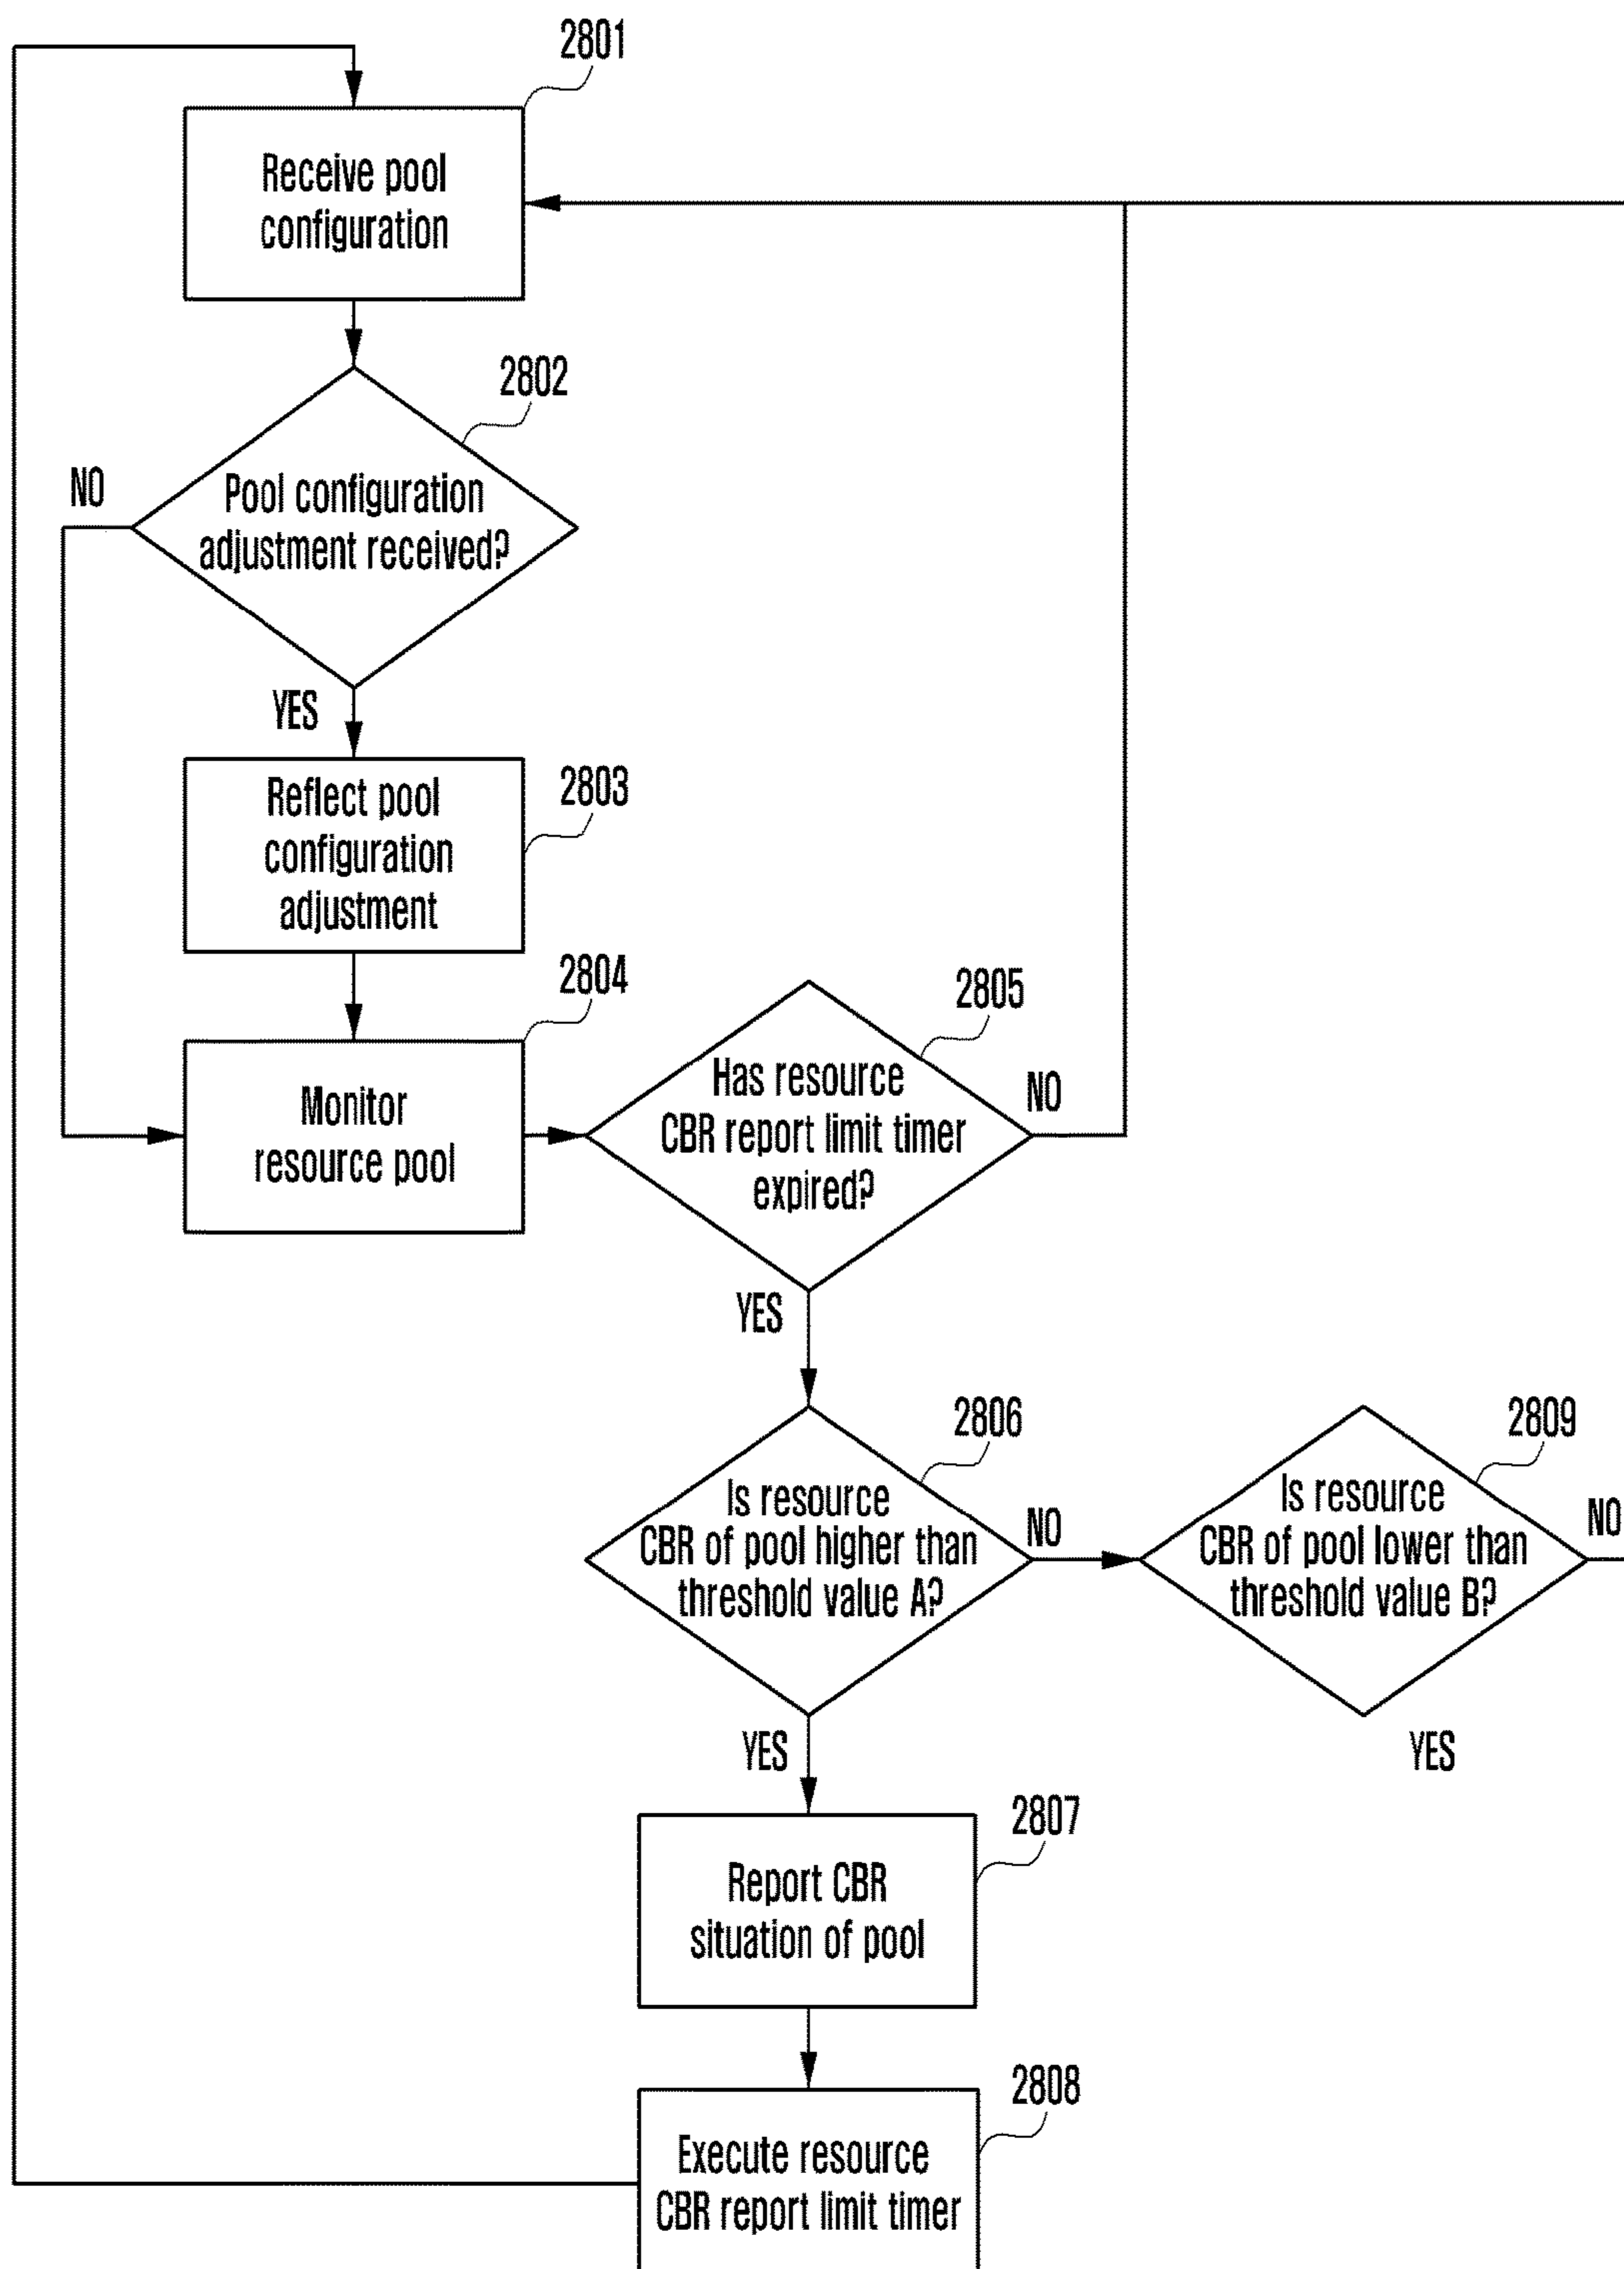 2801
Receive pool
configuration
2802
NO
Pool configuration
adjustment received?
YES
2803
Reflect pool
configuration
adjustment
2804
Monitor
resource pool
2805
Has resource
CBR report limit timer
expired?
NO
YES
2806
Is resource
CBR of pool higher than
threshold value A?
NO
2809
Is resource
CBR of pool lower than
threshold value B?
NO
YES
YES
2807
Report CBR
situation of pool
2808
Execute resource
CBR report limit timer